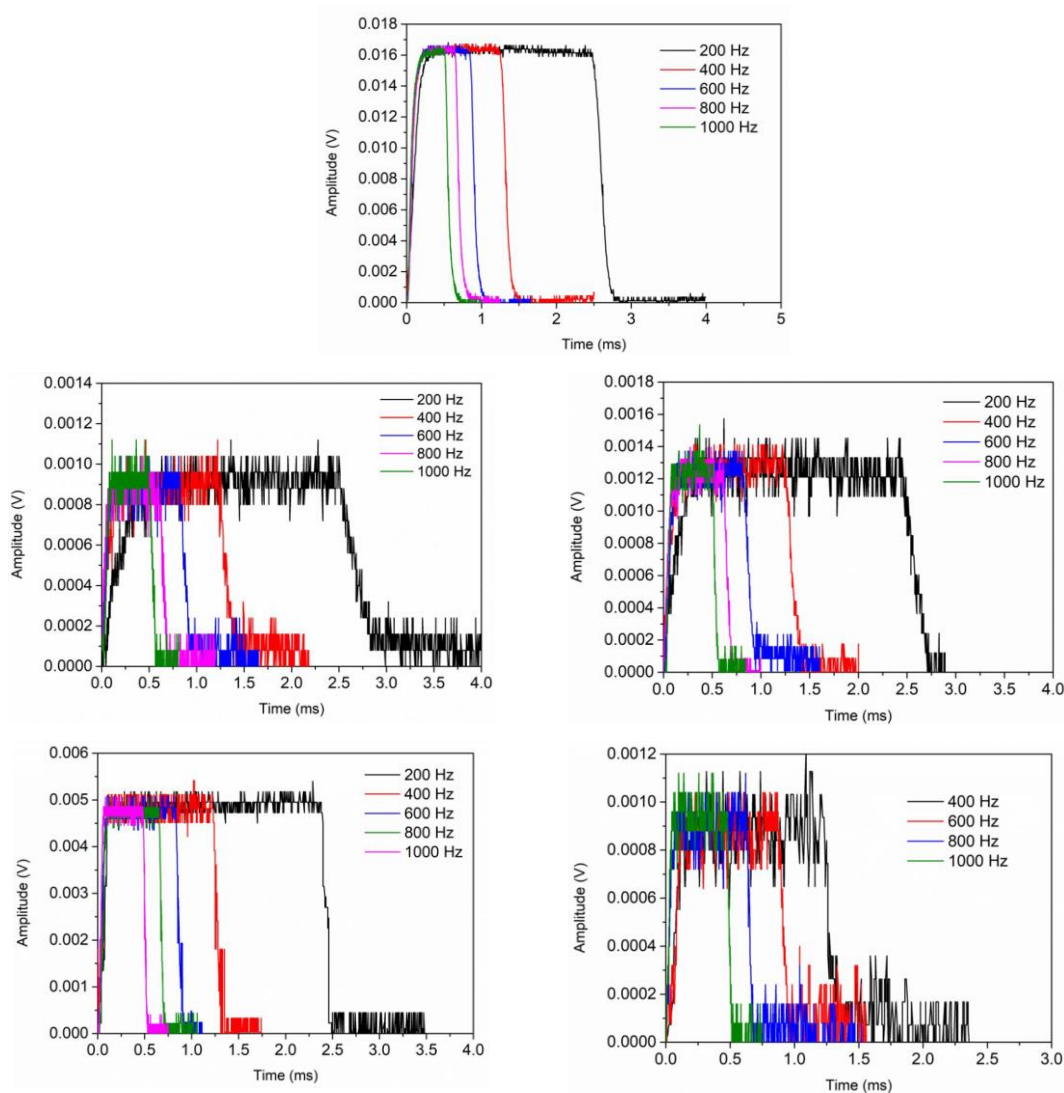 0.018
0.016
0.014
0.012
0.010
0.008
0.006
0.004
0.002
0.000
Amplitude (V)
200 Hz
400 Hz
600 Hz
800 Hz
1000 Hz
0 1 2 3 4 5
Time (ms)
0.0014
0.0012
0.0010
0.0008
0.0006
0.0004
0.0002
0.0000
Amplitude (V)
200 Hz
400 Hz
600 Hz
800 Hz
1000 Hz
0.0 0.5 1.0 1.5 2.0 2.5 3.0 3.5 4.0
Time (ms)
0.0018
0.0016
0.0014
0.0012
0.0010
0.0008
0.0006
0.0004
0.0002
0.0000
Amplitude (V)
200 Hz
400 Hz
600 Hz
800 Hz
1000 Hz
0.0 0.5 1.0 1.5 2.0 2.5 3.0 3.5 4.0
Time (ms)
0.006
0.005
0.004
0.003
0.002
0.001
0.000
Amplitude (V)
200 Hz
400 Hz
600 Hz
800 Hz
1000 Hz
0.0 0.5 1.0 1.5 2.0 2.5 3.0 3.5 4.0
Time (ms)
0.0012
0.0010
0.0008
0.0006
0.0004
0.0002
0.0000
Amplitude (V)
400 Hz
600 Hz
800 Hz
1000 Hz
0.0 0.5 1.0 1.5 2.0 2.5 3.0
Time (ms)